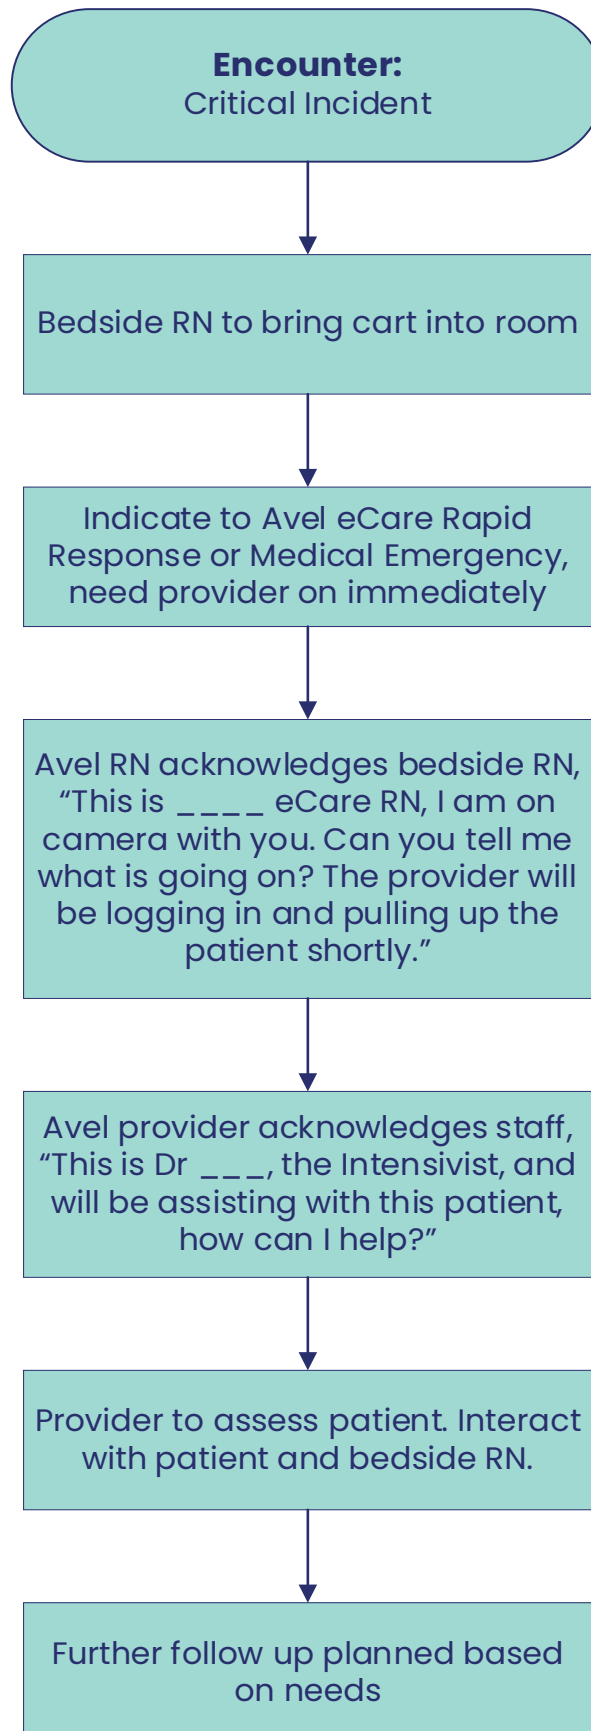 Encounter:
Critical Incident
Bedside RN to bring cart into room
Indicate to Avel eCare Rapid
Response or Medical Emergency,
need provider on immediately
Avel RN acknowledges bedside RN,
“This is ____ eCare RN, I am on
camera with you. Can you tell me
what is going on? The provider will
be logging in and pulling up the
patient shortly.”
Avel provider acknowledges staff,
“This is Dr ___, the Intensivist, and
will be assisting with this patient,
how can I help?”
Provider to assess patient. Interact
with patient and bedside RN.
Further follow up planned based
on needs